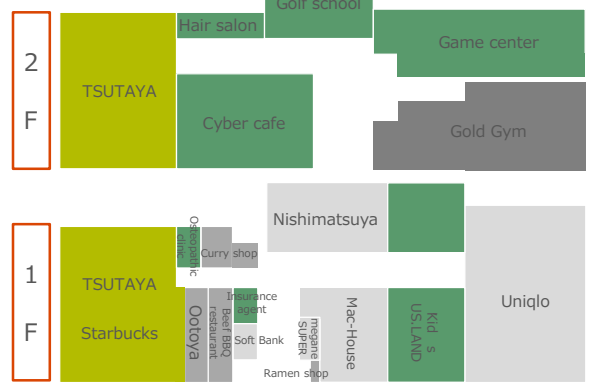 Golf school
Hair salon
Game center
2
F
TSUTAYA
Cyber cafe
Gold Gym
Nishimatsuya
Osteopathic
clinic
Curry shop
1
F
TSUTAYA
Starbucks
Ootoya
Beef BBQ
restaurant
Insurance
agent
Soft Bank
megane
SUPER
Ramen shop
Mac-House
Kid s
US.LAND
Uniqlo